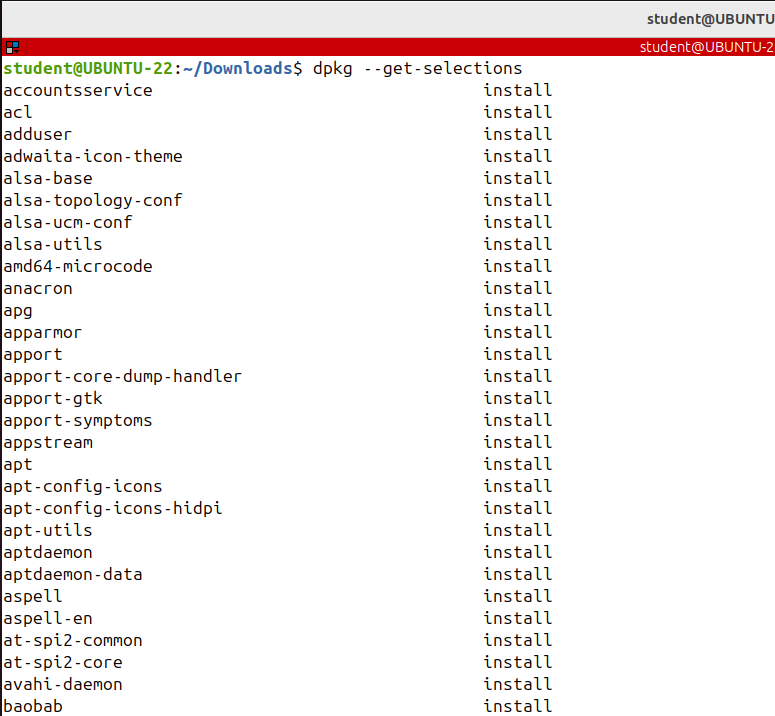 student@UBUNTU
student@UBUNTU-2
student@UBUNTU-22:~/Downloads$ dpkg --get-selections
accountsservice install
acl install
adduser install
adwaita-icon-theme install
alsa-base install
alsa-topology-conf install
alsa-ucm-conf install
alsa-utils install
amd64-microcode install
anacron install
apg install
apparmor install
apport install
apport-core-dump-handler install
apport-gtk install
apport-symptoms install
appstream install
apt install
apt-config-icons install
apt-config-icons-hidpi install
apt-utils install
aptdaemon install
aptdaemon-data install
aspell install
aspell-en install
at-spi2-common install
at-spi2-core install
avahi-daemon install
baobab install